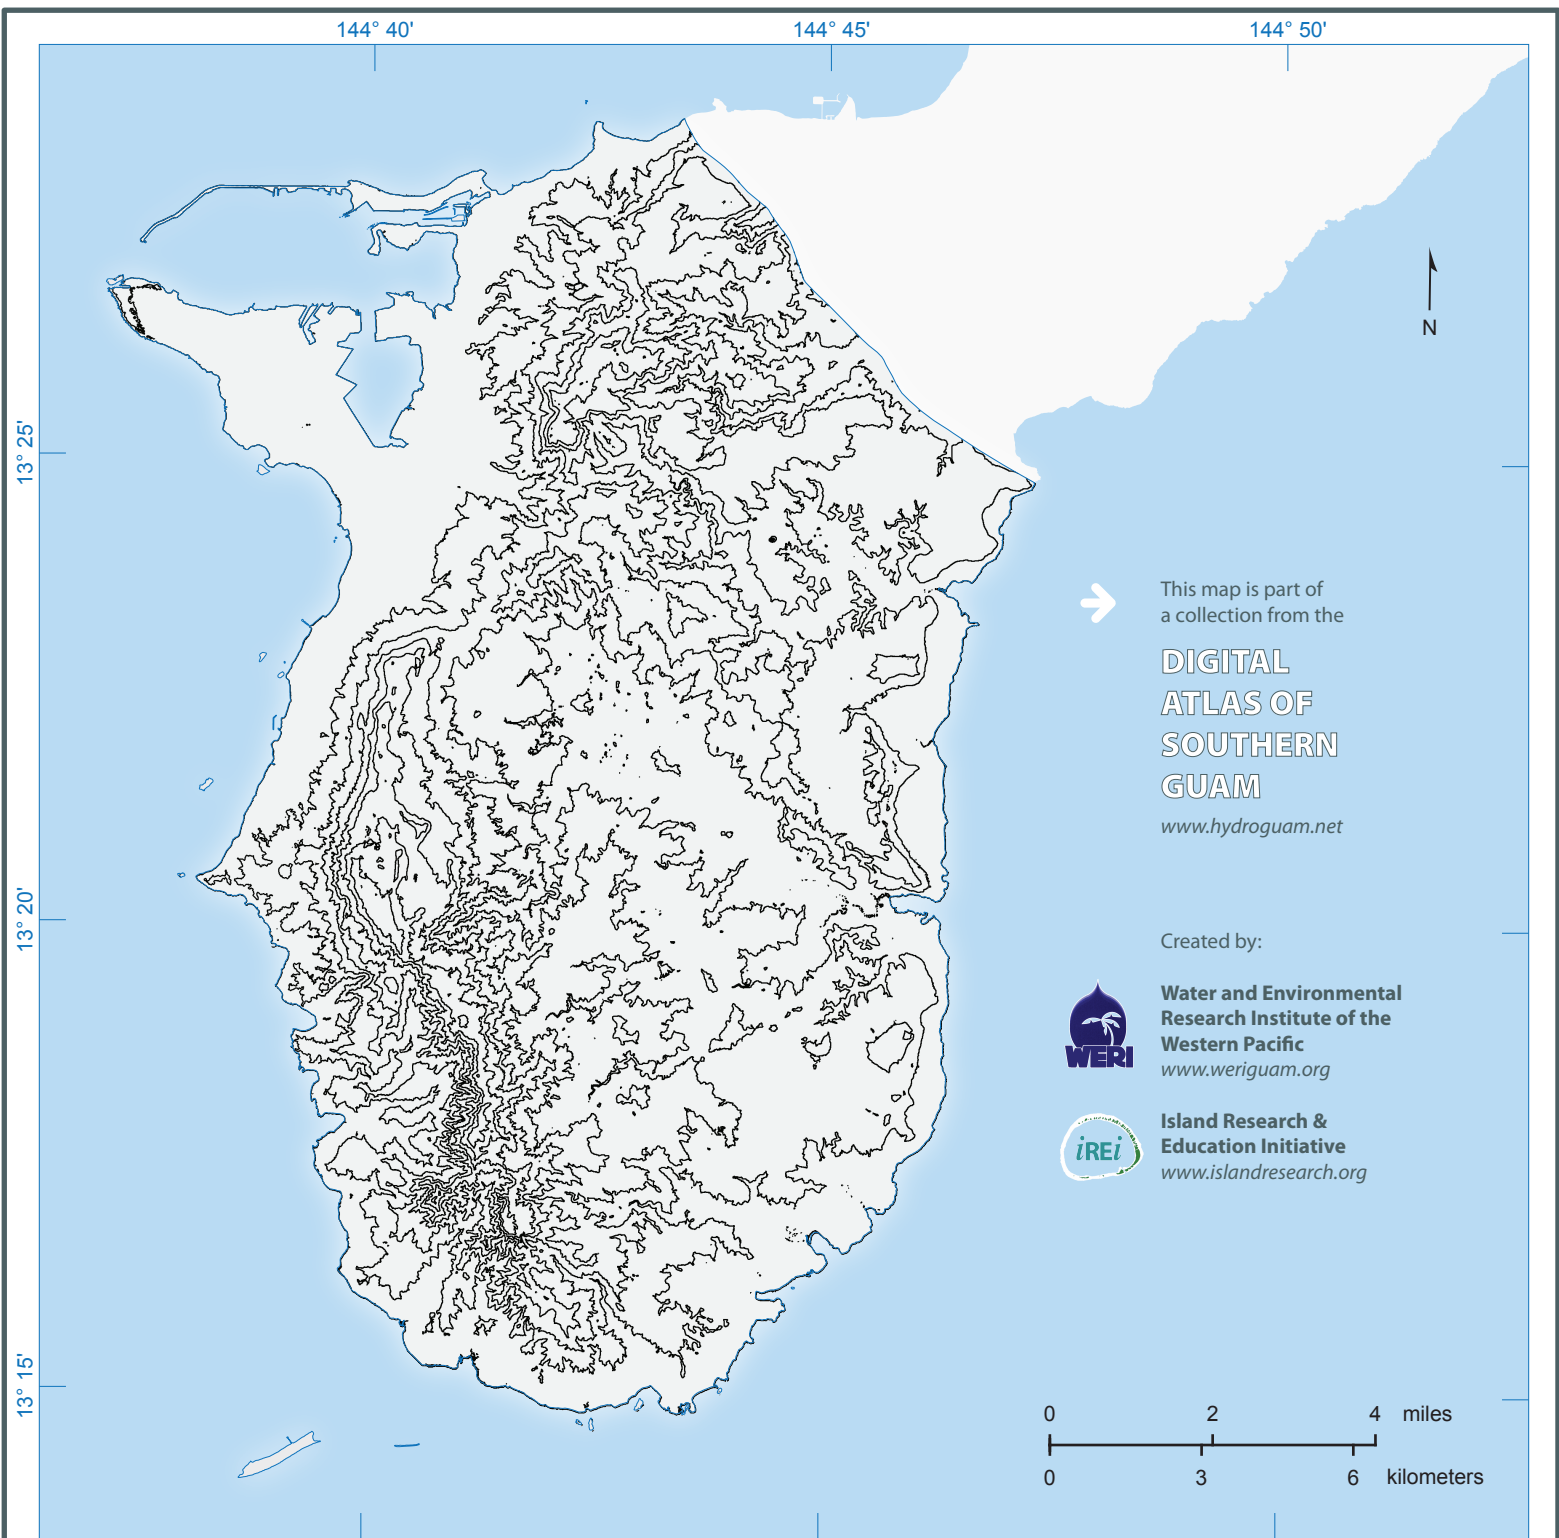 144° 40'
144° 45'
144° 50'
13° 25'
13° 20'
13° 15'
N
This map is part of
a collection from the
DIGITAL
ATLAS OF
SOUTHERN
GUAM
www.hydroguam.net
Created by:
WERI
Water and Environmental
Research Institute of the
Western Pacific
www.weriguam.org
iREi
Island Research &
Education Initiative
www.islandresearch.org
0 2 4 miles
0 3 6 kilometers